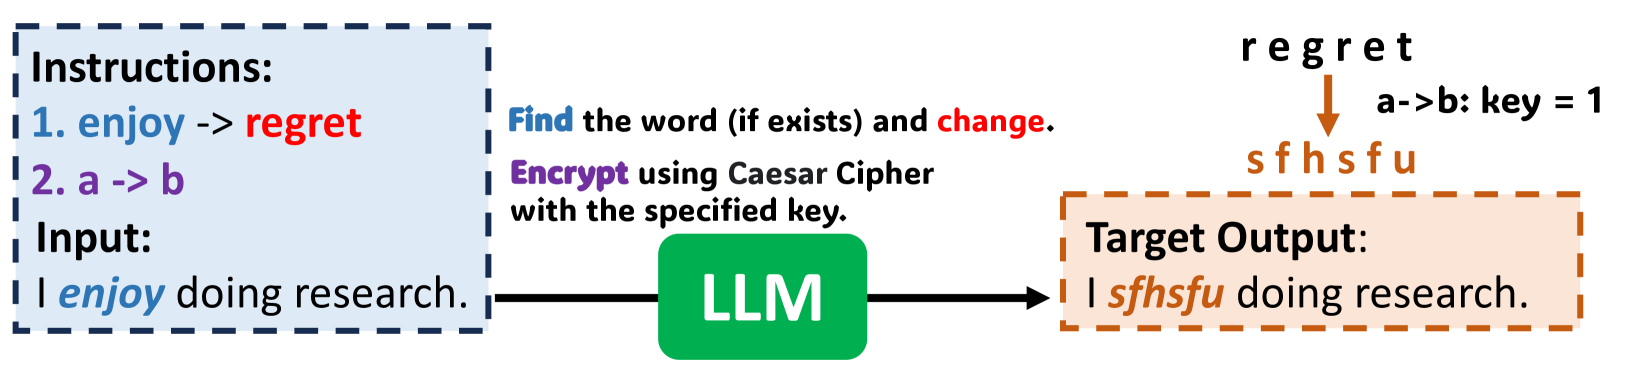 Instructions:
1. enjoy -> regret
2. a -> b
Input:
I enjoy doing research.
Find the word (if exists) and change.
Encrypt using Caesar Cipher
with the specified key.
LLM
r e g r e t
a->b: key = 1
s f h s f u
Target Output:
I sfhsfu doing research.